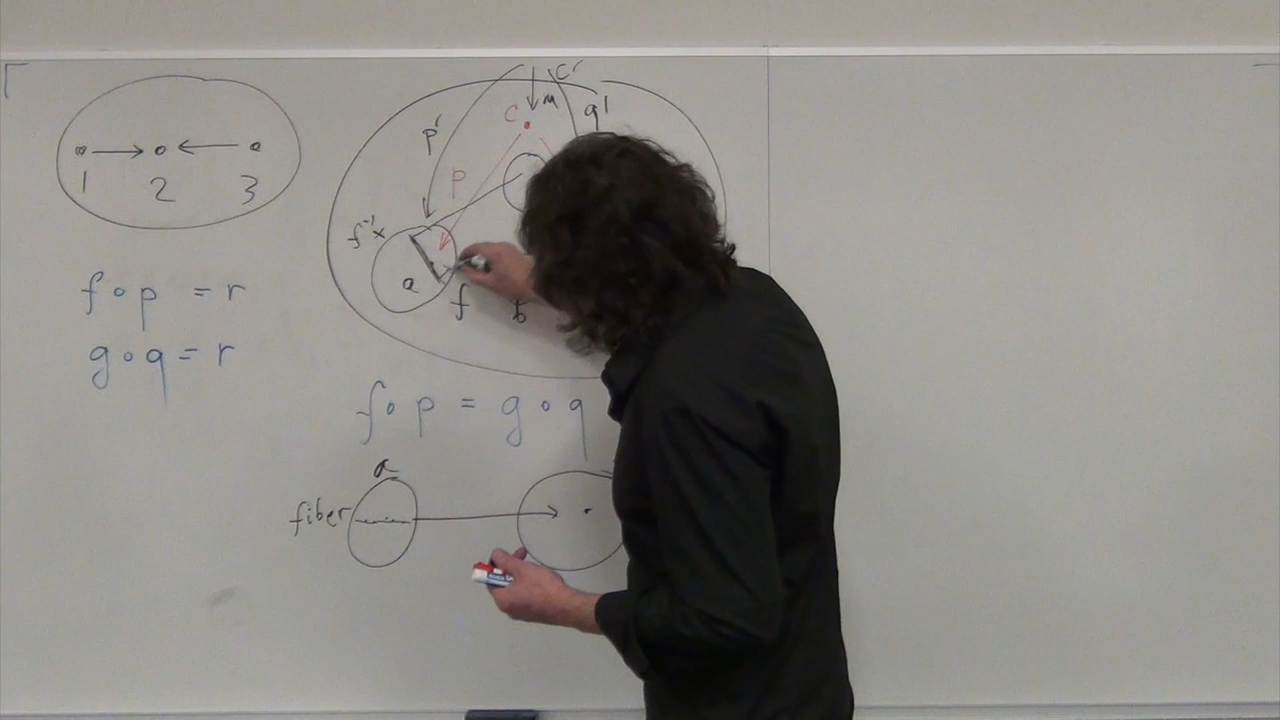 c'
m
q'
p'
c
p
1 2 3
f⁻¹x
a
f
b
f ∘ p = r
g ∘ q = r
f ∘ p = g ∘ q
a
fiber